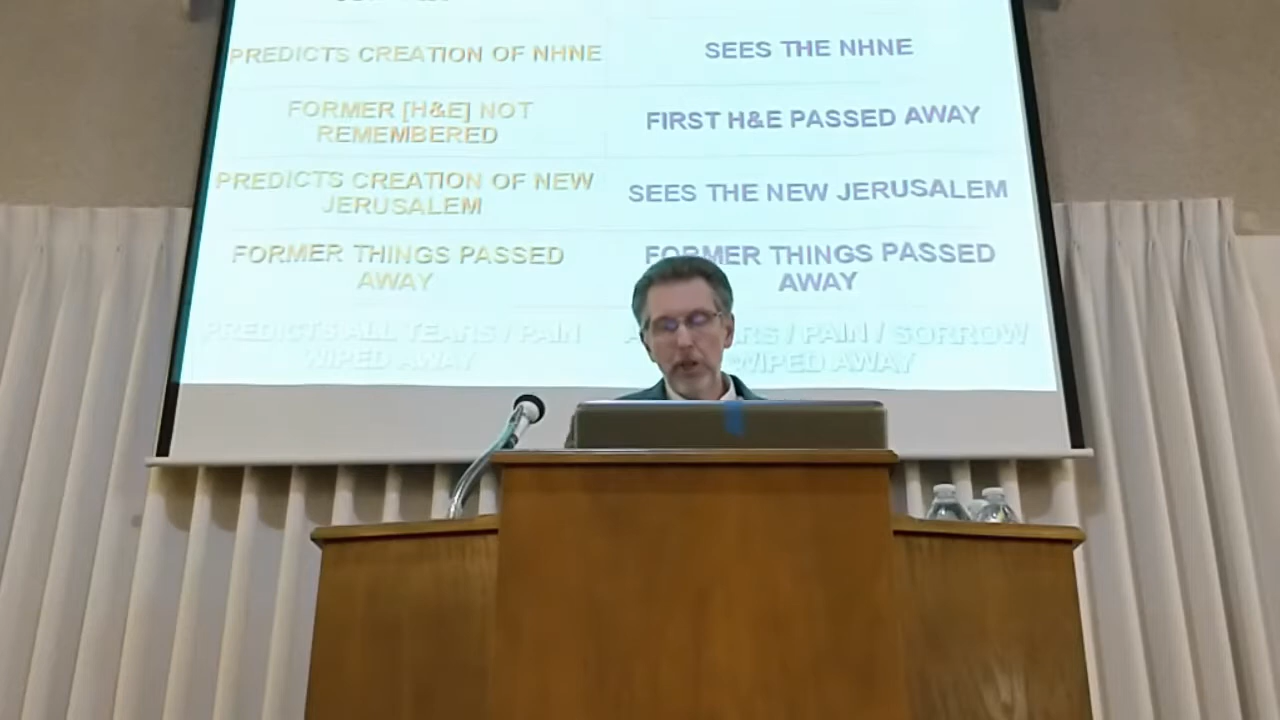 PREDICTS CREATION OF NHNE
SEES THE NHNE
FORMER [H&E] NOT
REMEMBERED
FIRST H&E PASSED AWAY
PREDICTS CREATION OF NEW
JERUSALEM
SEES THE NEW JERUSALEM
FORMER THINGS PASSED
AWAY
FORMER THINGS PASSED
AWAY
PREDICTS ALL TEARS / PAIN
WIPED AWAY
/ PAIN / SORROW
WIPED AWAY